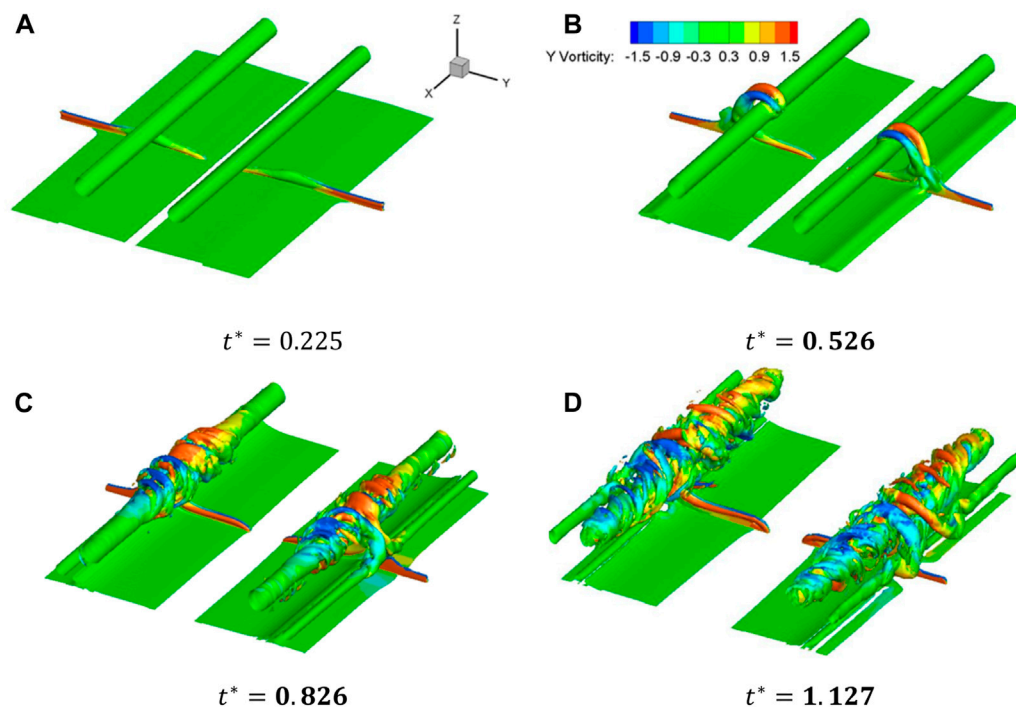 A
Z
X
Y
B
Y Vorticity: -1.5 -0.9 -0.3 0.3 0.9 1.5
t* = 0.225
t* = 0.526
C
D
t* = 0.826
t* = 1.127